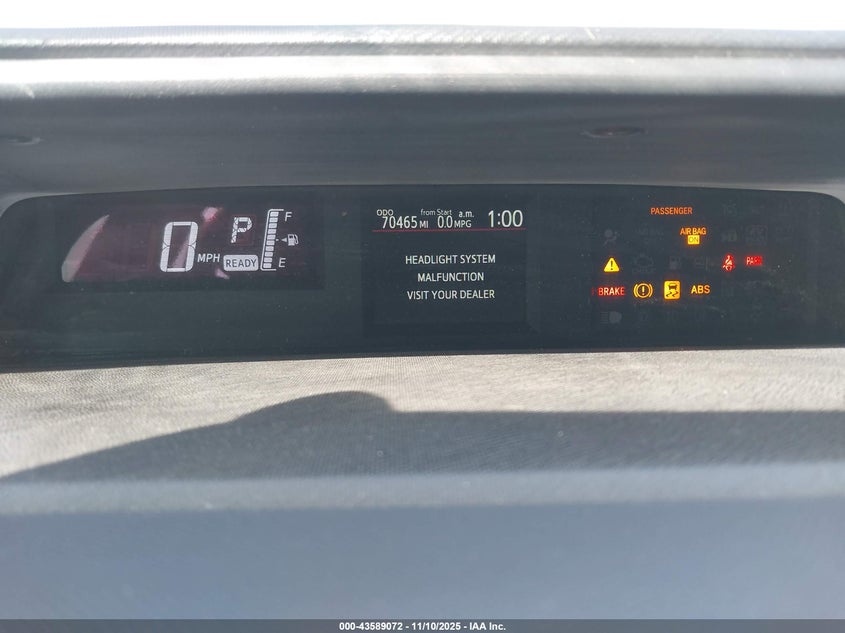 0 MPH
P
READY
F
E
ODO 70465 MI
from Start 0.0 MPG
a.m. 1:00
HEADLIGHT SYSTEM
MALFUNCTION
VISIT YOUR DEALER
PASSENGER
AIR BAG
ON
BRAKE
ABS
000-43589072 - 11/10/2025 - IAA Inc.